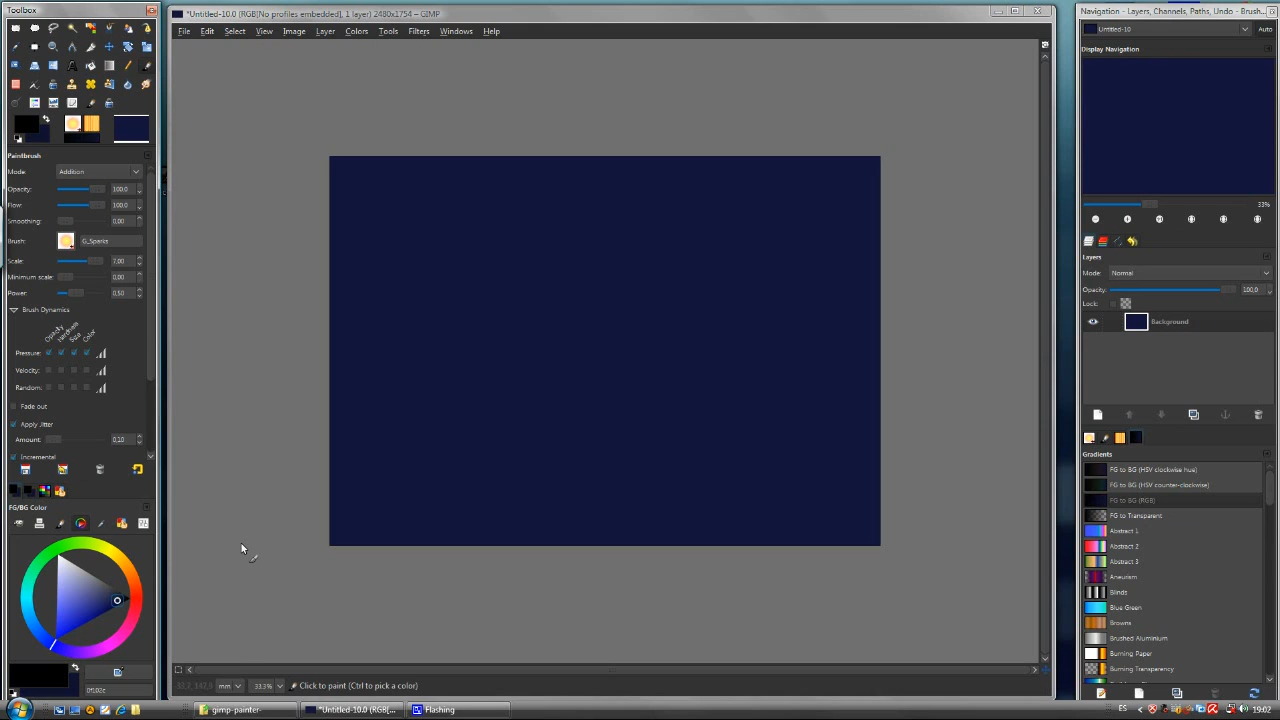 Toolbox
*Untitled-10.0 (RGB[No profiles embedded], 1 layer) 2480x1754 – GIMP
Navigation - Layers, Channels, Paths, Undo - Brush...
File Edit Select View Image Layer Colors Tools Filters Windows Help
Untitled-10
Auto
Display Navigation
Paintbrush
Mode: Addition
Opacity: 100,0
Flow: 100,0
Smoothing: 0,00
Brush: G_Sparks
Scale: 7,00
Minimum scale: 0,00
Power: 0,50
Brush Dynamics
Opacity
Hardness
Size
Color
Pressure:
Velocity:
Random:
Fade out
Apply Jitter
Amount: 0,10
Incremental
FG/BG Color
0f103c
33%
Layers
Mode: Normal
Opacity: 100,0
Lock:
Background
Gradients
FG to BG (HSV clockwise hue)
FG to BG (HSV counter-clockwise)
FG to BG (RGB)
FG to Transparent
Abstract 1
Abstract 2
Abstract 3
Aneurism
Blinds
Blue Green
Browns
Brushed Aluminium
Burning Paper
Burning Transparency
mm 33.3% Click to paint (Ctrl to pick a color)
gimp-painter-
*Untitled-10.0 (RGB[...
Flashing
ES
19:02